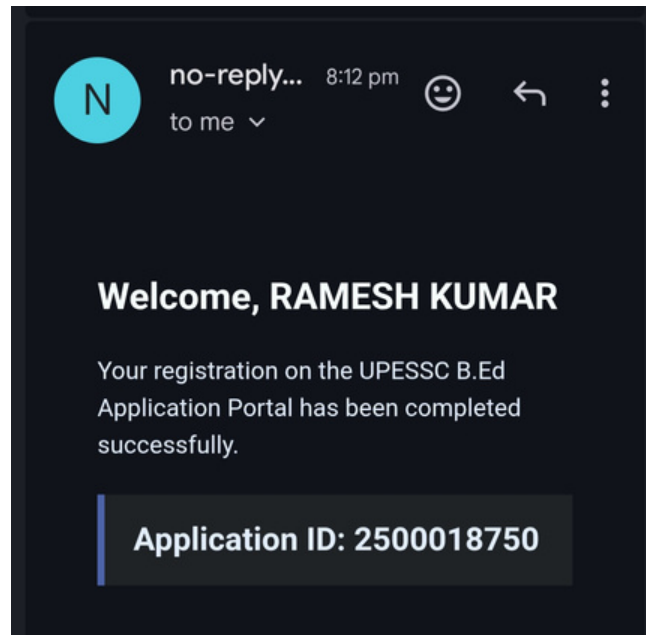 N
no-reply... 8:12 pm
to me
Welcome, RAMESH KUMAR
Your registration on the UPESSC B.Ed
Application Portal has been completed
successfully.
Application ID: 2500018750